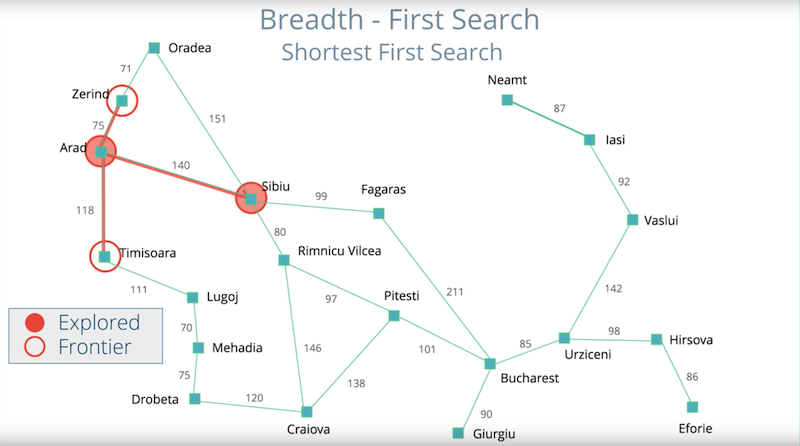 Breadth - First Search
Shortest First Search
Oradea
71
Neamt
Zerind
87
75
151
Arad
Iasi
140
Sibiu
92
99
Fagaras
118
Vaslui
80
Timisoara
Rimnicu Vilcea
111
211
142
Lugoj
97
Pitesti
Explored
70
98
Hirsova
Frontier
Mehadia
146
101
85
Urziceni
75
138
Bucharest
86
Drobeta
120
90
Craiova
Giurgiu
Eforie